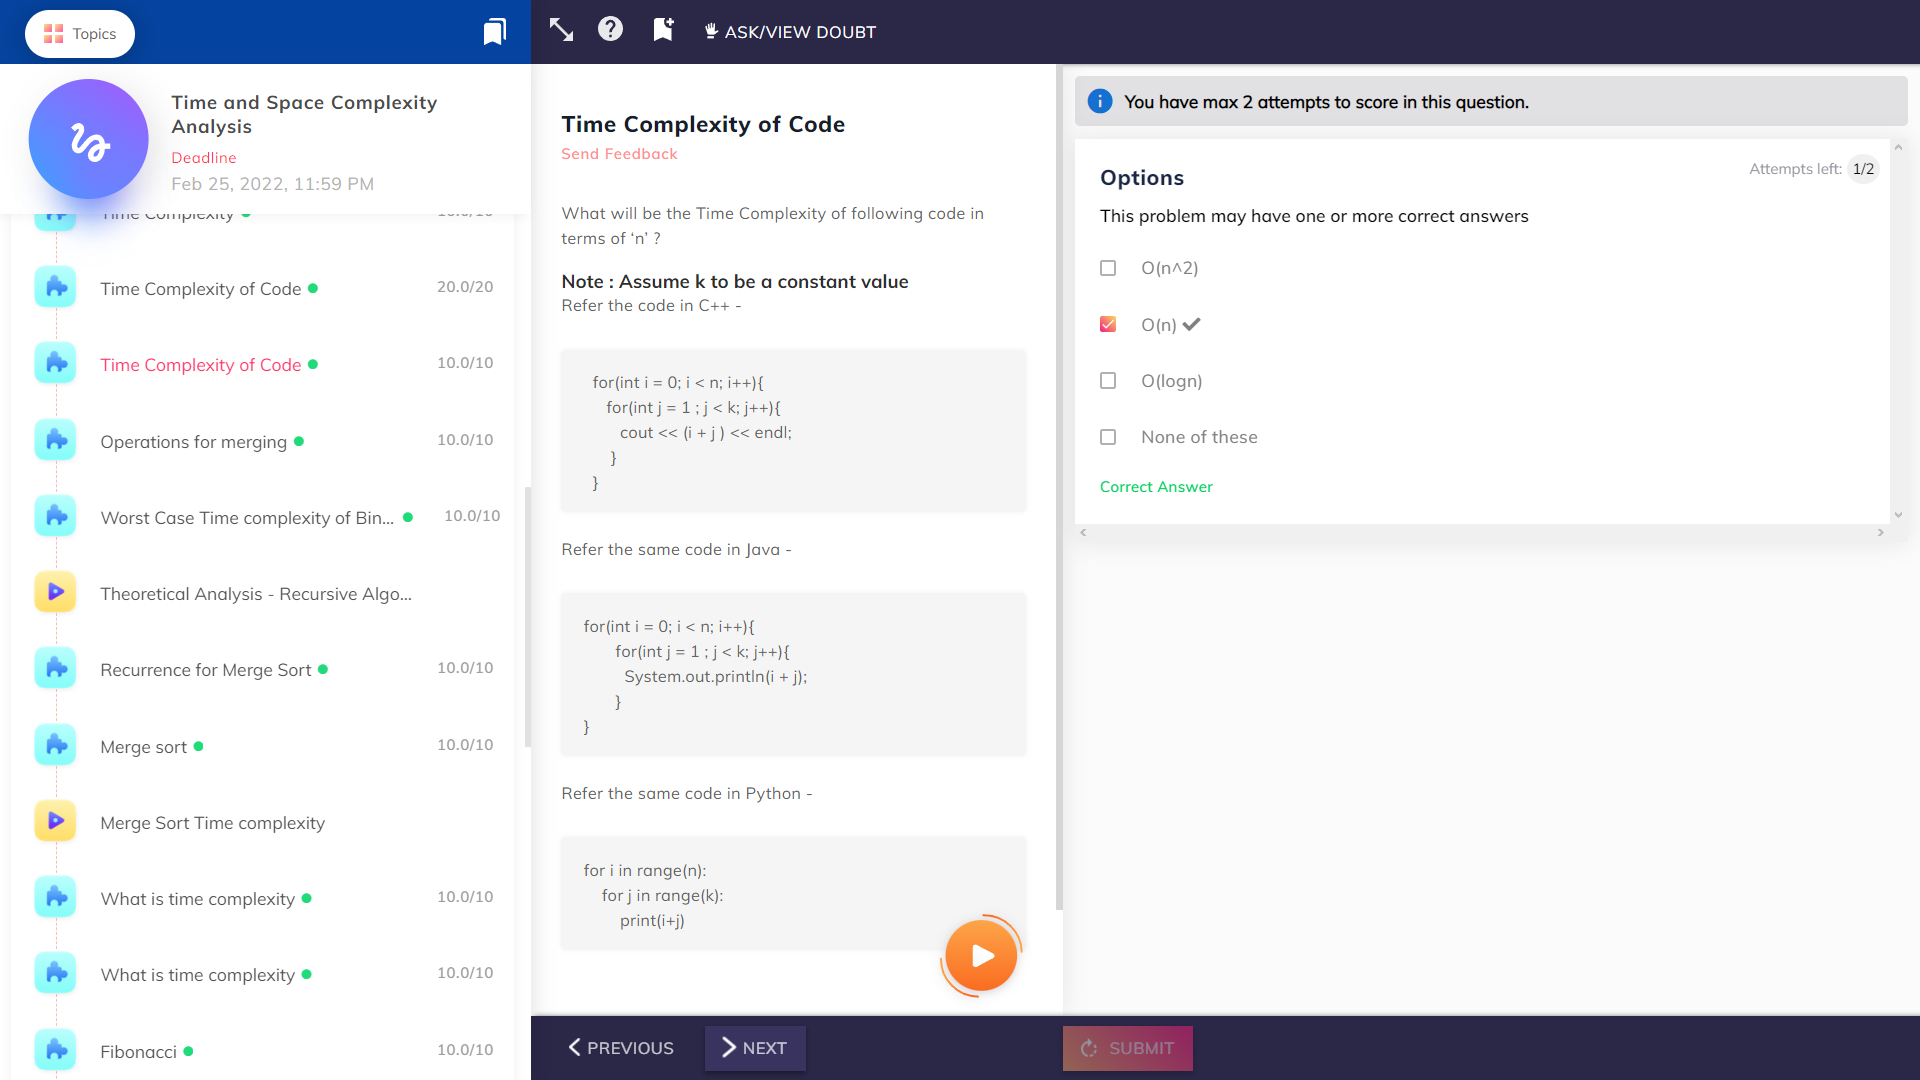 Topics
ASK/VIEW DOUBT
Time and Space Complexity
Analysis
Deadline
Feb 25, 2022, 11:59 PM
Time Complexity 10.0/10
Time Complexity of Code 20.0/20
Time Complexity of Code 10.0/10
Operations for merging 10.0/10
Worst Case Time complexity of Bin... 10.0/10
Theoretical Analysis - Recursive Algo...
Recurrence for Merge Sort 10.0/10
Merge sort 10.0/10
Merge Sort Time complexity
What is time complexity 10.0/10
What is time complexity 10.0/10
Fibonacci 10.0/10
Time Complexity of Code
Send Feedback
What will be the Time Complexity of following code in
terms of ‘n’ ?
Note : Assume k to be a constant value
Refer the code in C++ -
for(int i = 0; i < n; i++){
for(int j = 1 ; j < k; j++){
cout << (i + j ) << endl;
}
}
Refer the same code in Java -
for(int i = 0; i < n; i++){
for(int j = 1 ; j < k; j++){
System.out.println(i + j);
}
}
Refer the same code in Python -
for i in range(n):
for j in range(k):
print(i+j)
PREVIOUS
NEXT
You have max 2 attempts to score in this question.
Attempts left: 1/2
Options
This problem may have one or more correct answers
O(n^2)
O(n)
O(logn)
None of these
Correct Answer
SUBMIT